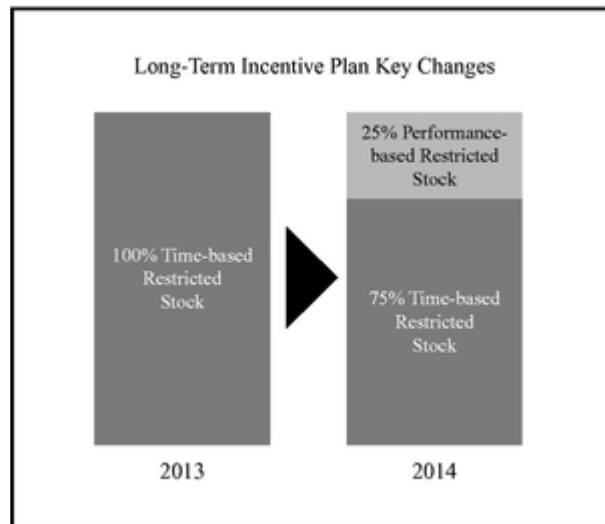 Long-Term Incentive Plan Key Changes
100% Time-based
Restricted
Stock
25% Performance-
based Restricted
Stock
75% Time-based
Restricted
Stock
2013
2014